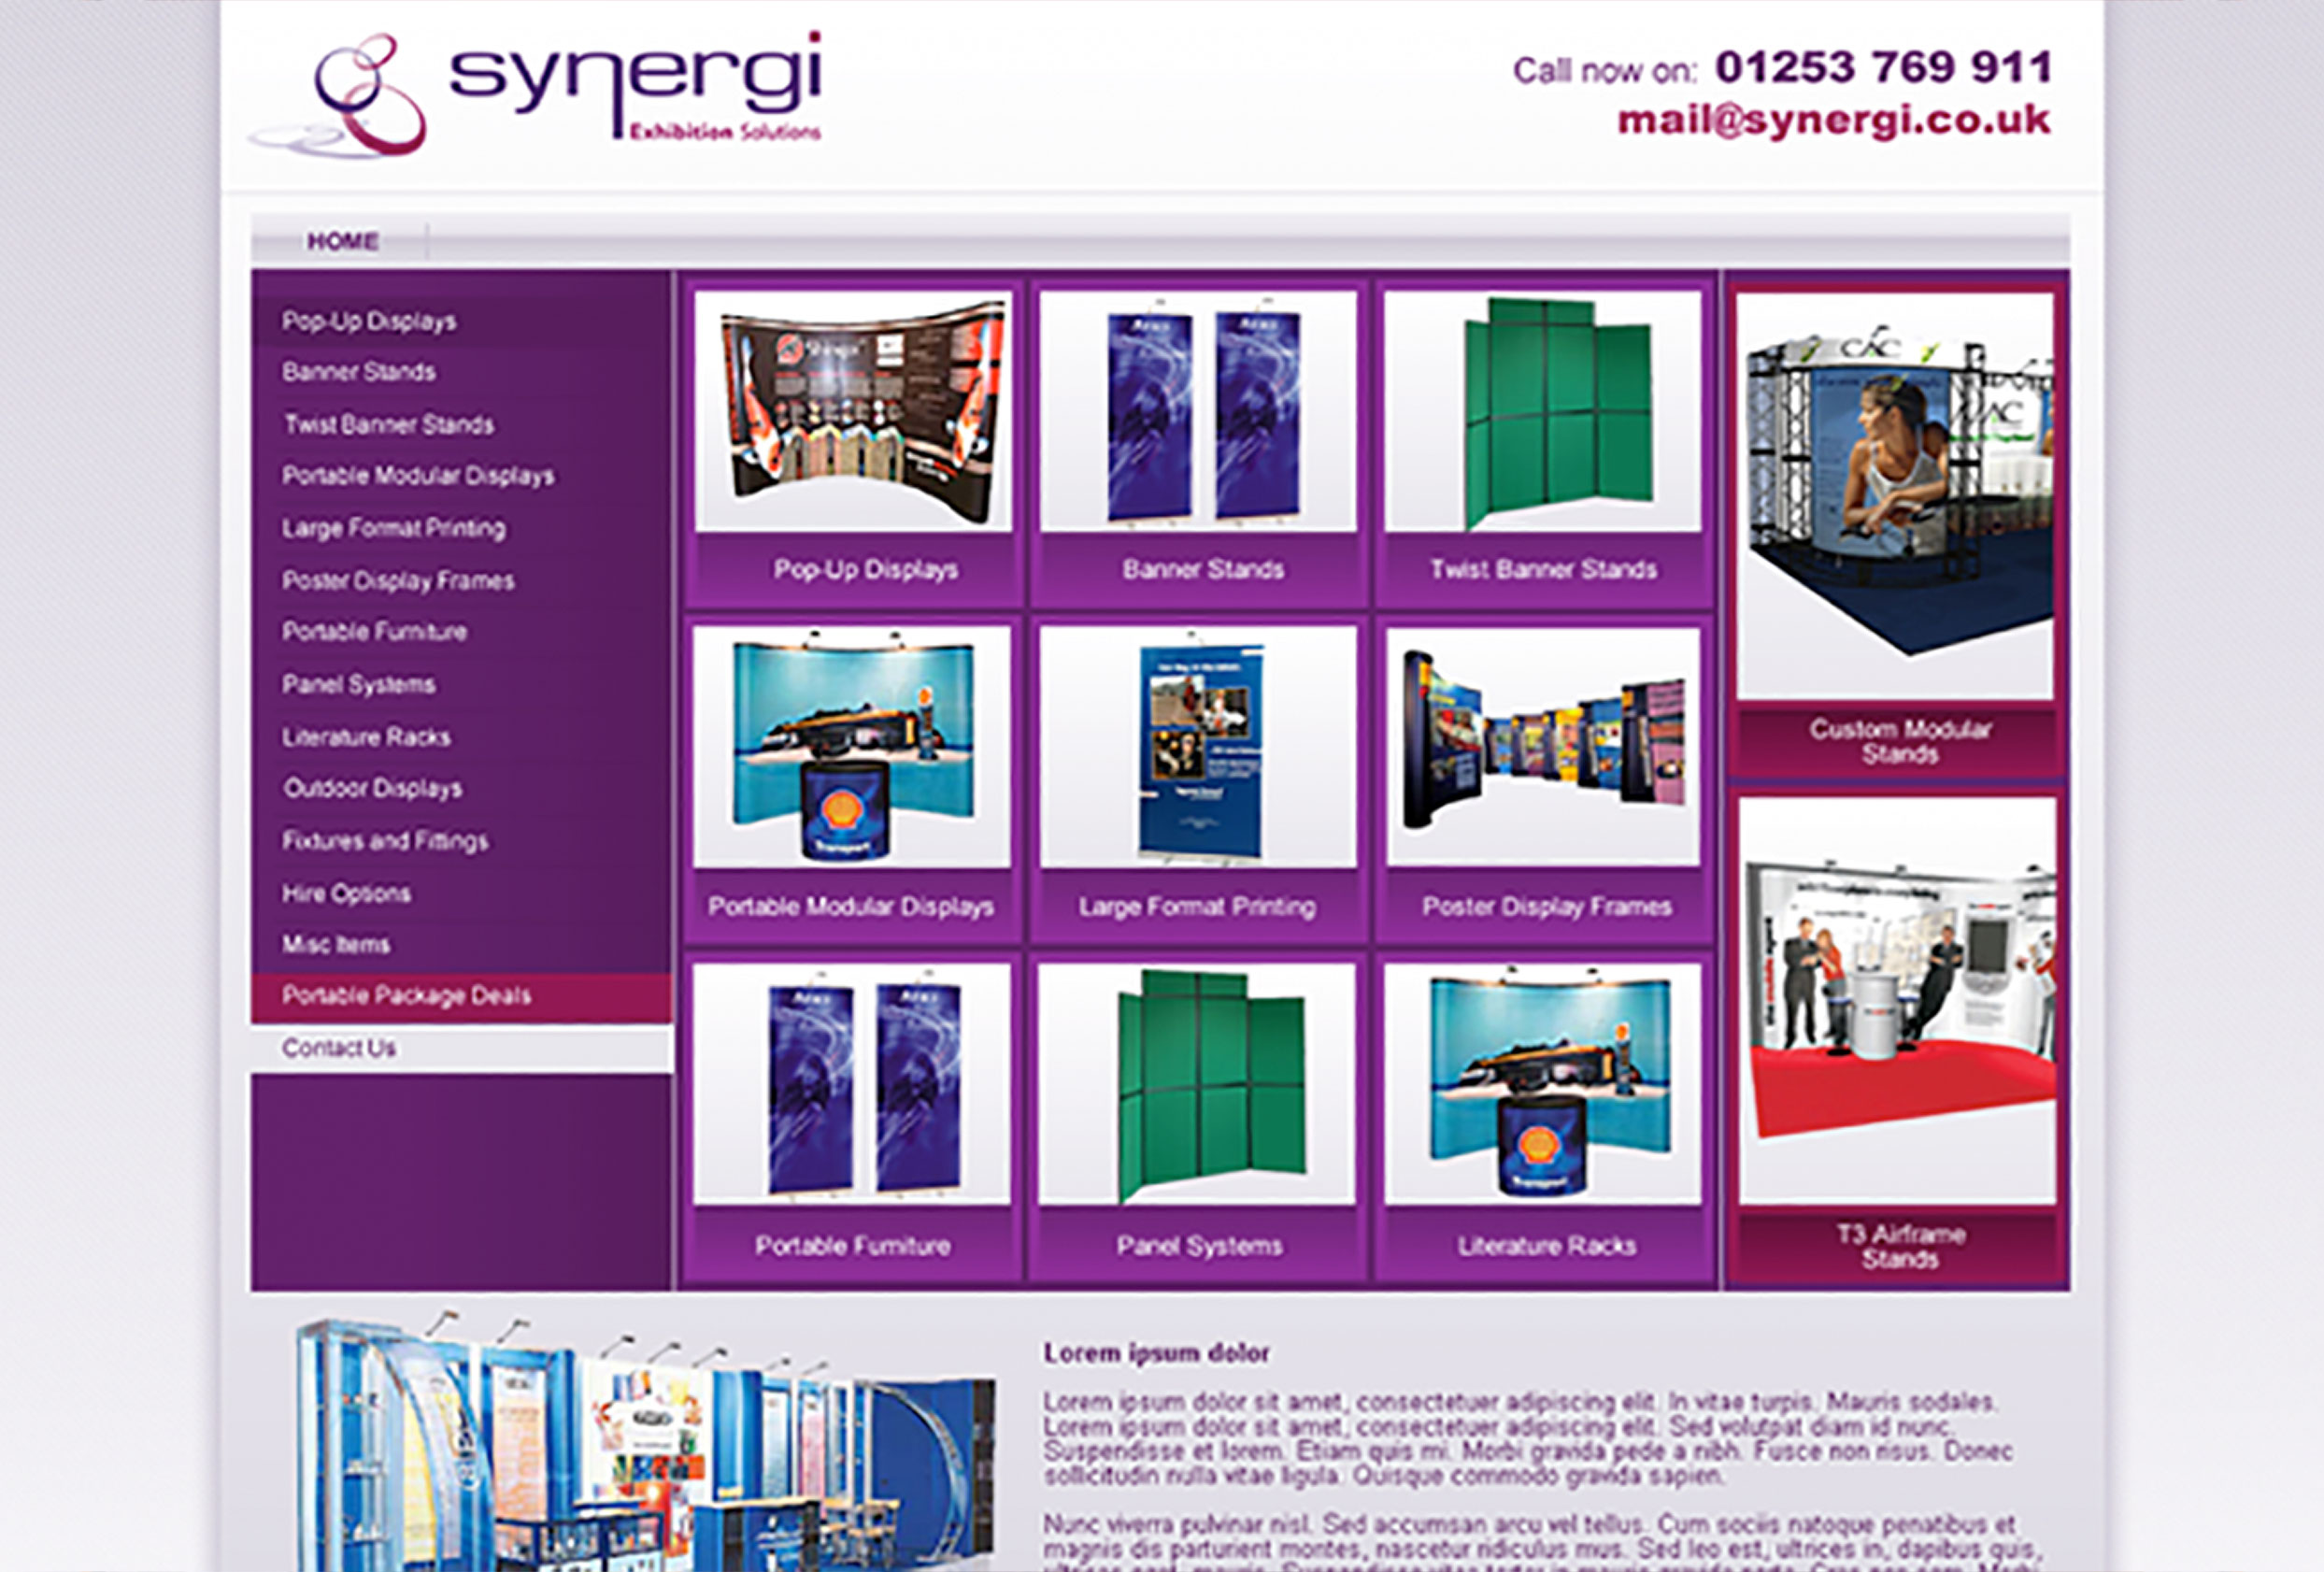 synergi
Exhibition Solutions
Call now on: 01253 769 911
mail@synergi.co.uk
HOME
Pop-Up Displays
Banner Stands
Twist Banner Stands
Portable Modular Displays
Large Format Printing
Poster Display Frames
Portable Furniture
Panel Systems
Literature Racks
Outdoor Displays
Fixtures and Fittings
Hire Options
Misc Items
Portable Package Deals
Contact Us
Pop-Up Displays
Banner Stands
Twist Banner Stands
Portable Modular Displays
Large Format Printing
Poster Display Frames
Portable Furniture
Panel Systems
Literature Racks
CAC
Custom Modular
Stands
T3 Airframe
Stands
Lorem ipsum dolor
Lorem ipsum dolor sit amet, consectetuer adipiscing elit. In vitae turpis. Mauris sodales.
Lorem ipsum dolor sit amet, consectetuer adipiscing elit. Sed volutpat diam id nunc.
Suspendisse et lorem. Etiam quis mi. Morbi gravida pede a nibh. Fusce non risus. Donec
sollicitudin nulla vitae ligula. Quisque commodo gravida sapien.
Nunc viverra pulvinar nisl. Sed accumsan arcu vel tellus. Cum sociis natoque penatibus et
magnis dis parturient montes, nascetur ridiculus mus. Sed leo est, ultrices in, dapibus quis,